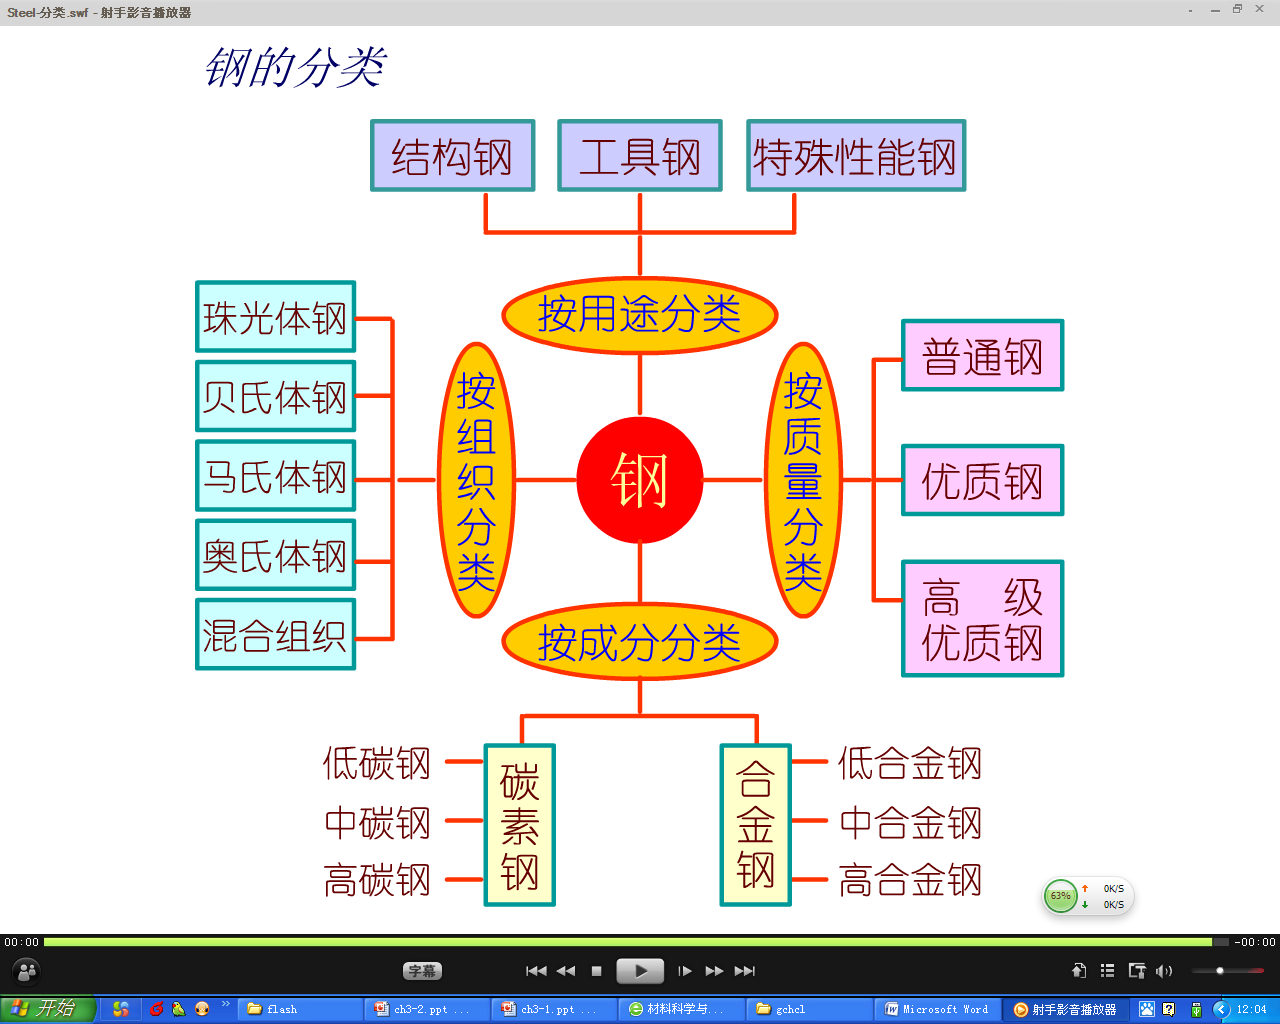 Steel-分类.swf - 射手影音播放器
钢的分类
结构钢
工具钢
特殊性能钢
按用途分类
珠光体钢
贝氏体钢
马氏体钢
奥氏体钢
混合组织
按组织分类
钢
按质量分类
普通钢
优质钢
高 级
优质钢
按成分分类
低碳钢
中碳钢
高碳钢
碳素钢
合金钢
低合金钢
中合金钢
高合金钢
63%
0K/S
0K/S
00:00
-00:00
字幕
开始
flash
ch3-2.ppt ...
ch3-1.ppt ...
材料科学与...
gchcl
Microsoft Word
射手影音播放器
12:04